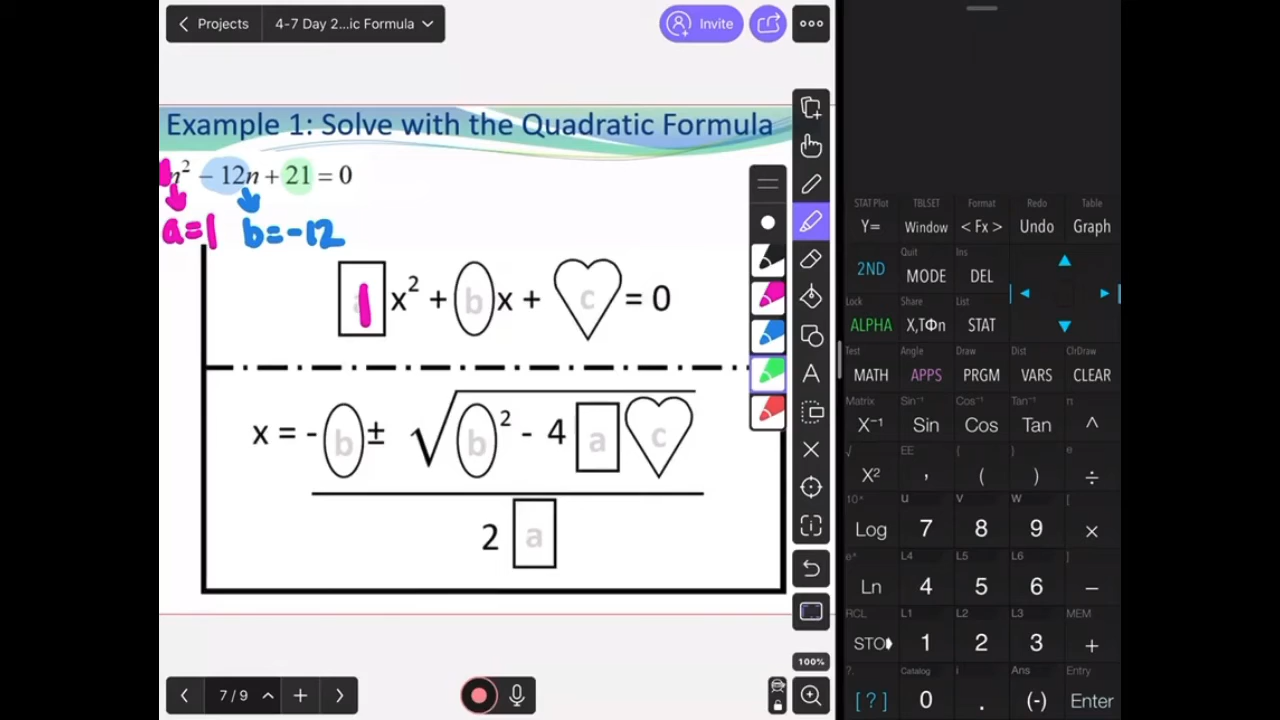 Projects 4-7 Day 2...ic Formula Invite
Example 1: Solve with the Quadratic Formula
n² − 12n + 21 = 0
a=1 b=-12
1 x² + b x + c = 0
x = - b ± √ b ² - 4 a c
2 a
100%
7 / 9
STAT Plot TBLSET Format Redo Table
Y= Window < Fx > Undo Graph
Quit Ins
2ND MODE DEL
Lock Share List
ALPHA X,TΦn STAT
Test Angle Draw Dist ClrDraw
MATH APPS PRGM VARS CLEAR
Matrix Sin⁻¹ Cos⁻¹ Tan⁻¹ π
X⁻¹ Sin Cos Tan ^
√ EE { } e
X² , ( ) ÷
10ˣ u v w [
Log 7 8 9 ×
eˣ L4 L5 L6 ]
Ln 4 5 6 −
RCL L1 L2 L3 MEM
STO 1 2 3 +
?. Catalog i Ans Entry
[ ? ] 0 . (-) Enter